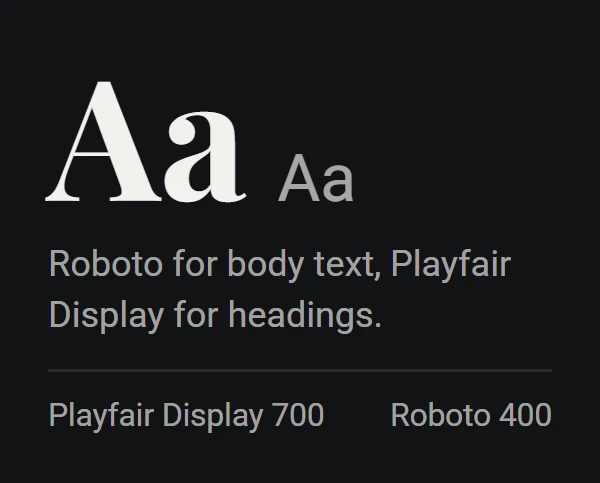 Aa Aa
Roboto for body text, Playfair
Display for headings.
Playfair Display 700 Roboto 400